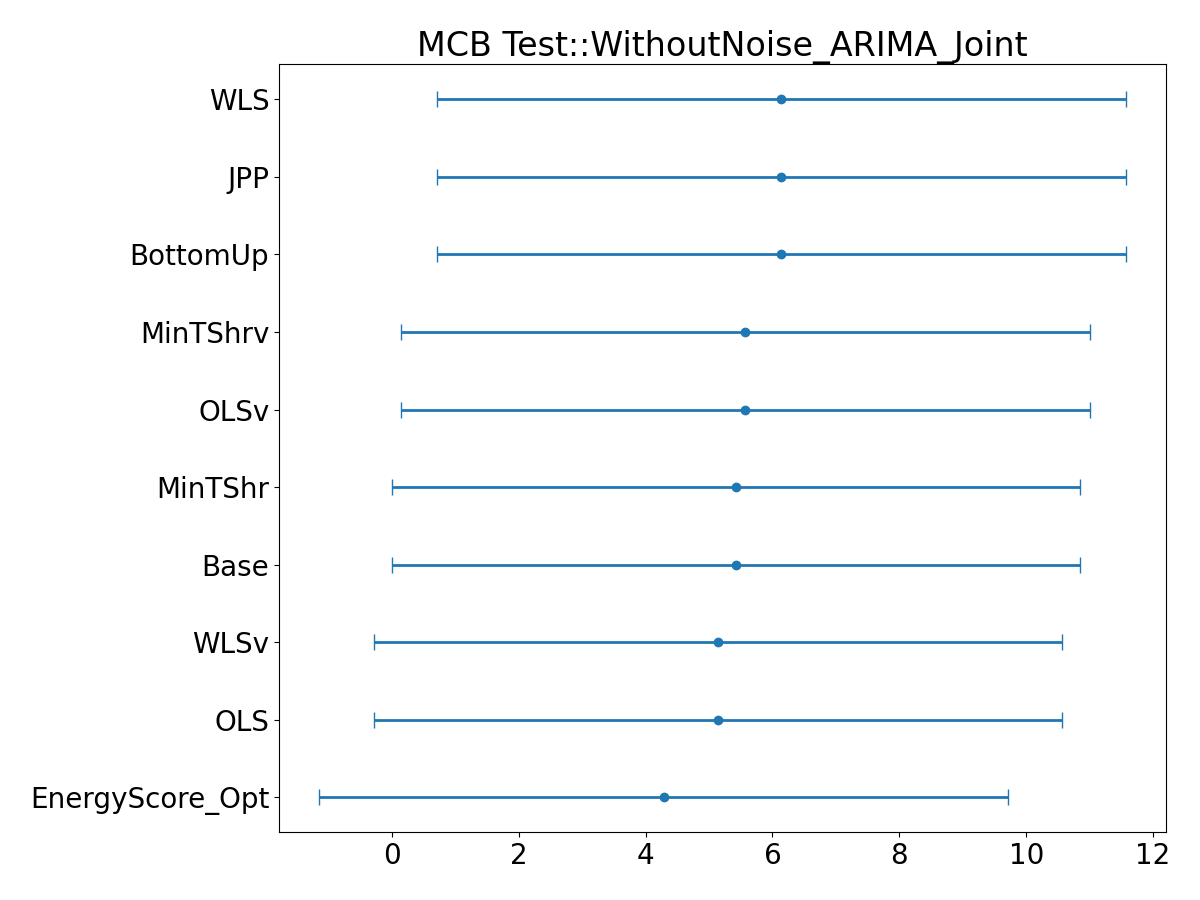 MCB Test::WithoutNoise_ARIMA_Joint
WLS
JPP
BottomUp
MinTShrv
OLSv
MinTShr
Base
WLSv
OLS
EnergyScore_Opt
0 2 4 6 8 10 12